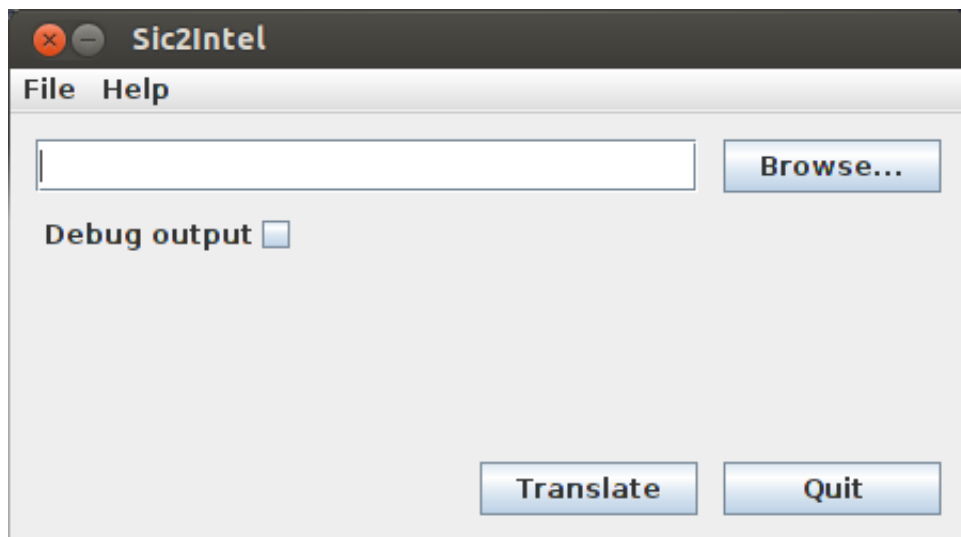 Sic2Intel
File Help
Browse...
Debug output
Translate Quit